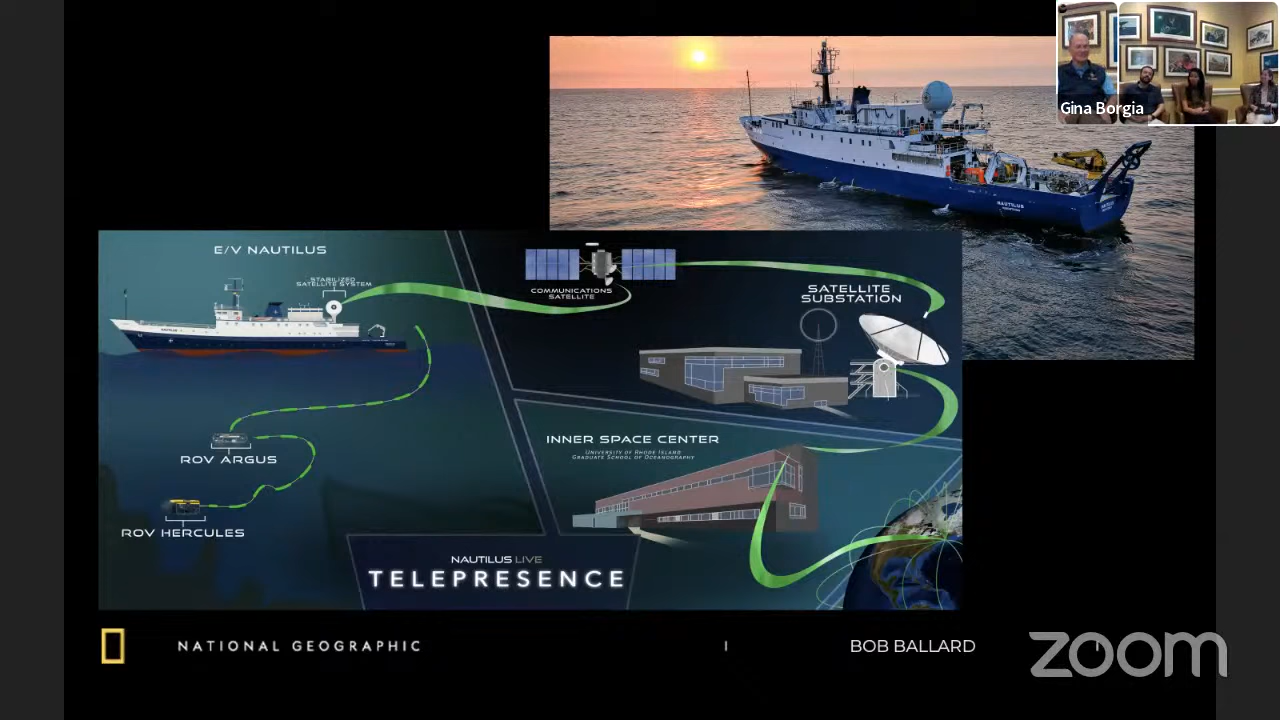 Gina Borgia
NAUTILUS
E/V NAUTILUS
STABILIZED
SATELLITE SYSTEM
COMMUNICATIONS
SATELLITE
SATELLITE
SUBSTATION
ROV ARGUS
ROV HERCULES
INNER SPACE CENTER
UNIVERSITY OF RHODE ISLAND
GRADUATE SCHOOL OF OCEANOGRAPHY
NAUTILUS LIVE
TELEPRESENCE
NATIONAL GEOGRAPHIC | BOB BALLARD
zoom